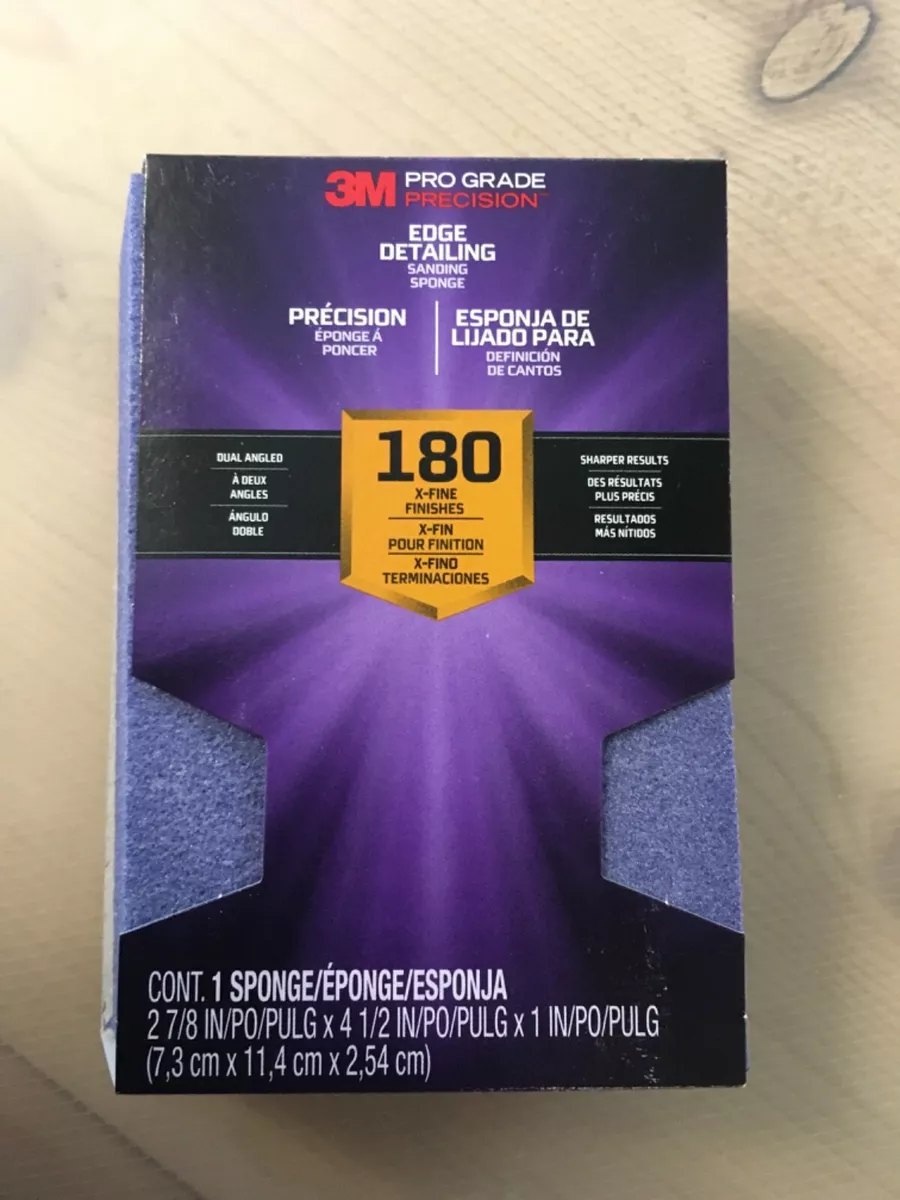 3M PRO GRADE
PRECISION™
EDGE
DETAILING
SANDING
SPONGE
PRÉCISION
ÉPONGE À
PONCER
ESPONJA DE
LIJADO PARA
DEFINICIÓN
DE CANTOS
DUAL ANGLED
À DEUX
ANGLES
ÁNGULO
DOBLE
180
X-FINE
FINISHES
X-FIN
POUR FINITION
X-FINO
TERMINACIONES
SHARPER RESULTS
DES RÉSULTATS
PLUS PRÉCIS
RESULTADOS
MÁS NÍTIDOS
CONT. 1 SPONGE/ÉPONGE/ESPONJA
2 7/8 IN/PO/PULG x 4 1/2 IN/PO/PULG x 1 IN/PO/PULG
(7,3 cm x 11,4 cm x 2,54 cm)